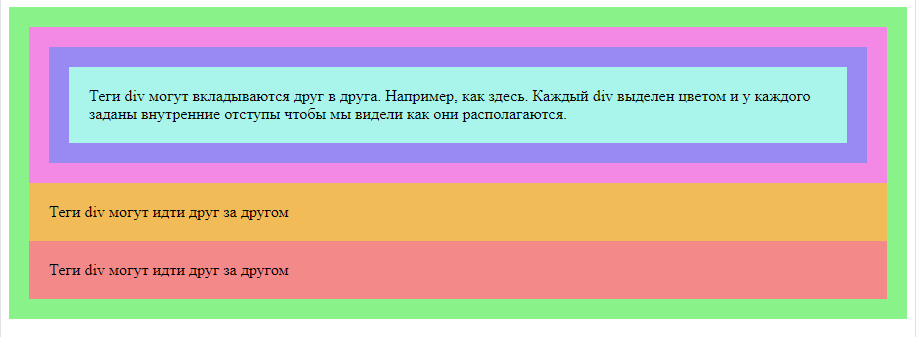 Теги div могут вкладываются друг в друга. Например, как здесь. Каждый div выделен цветом и у каждого
заданы внутренние отступы чтобы мы видели как они располагаются.
Теги div могут идти друг за другом
Теги div могут идти друг за другом